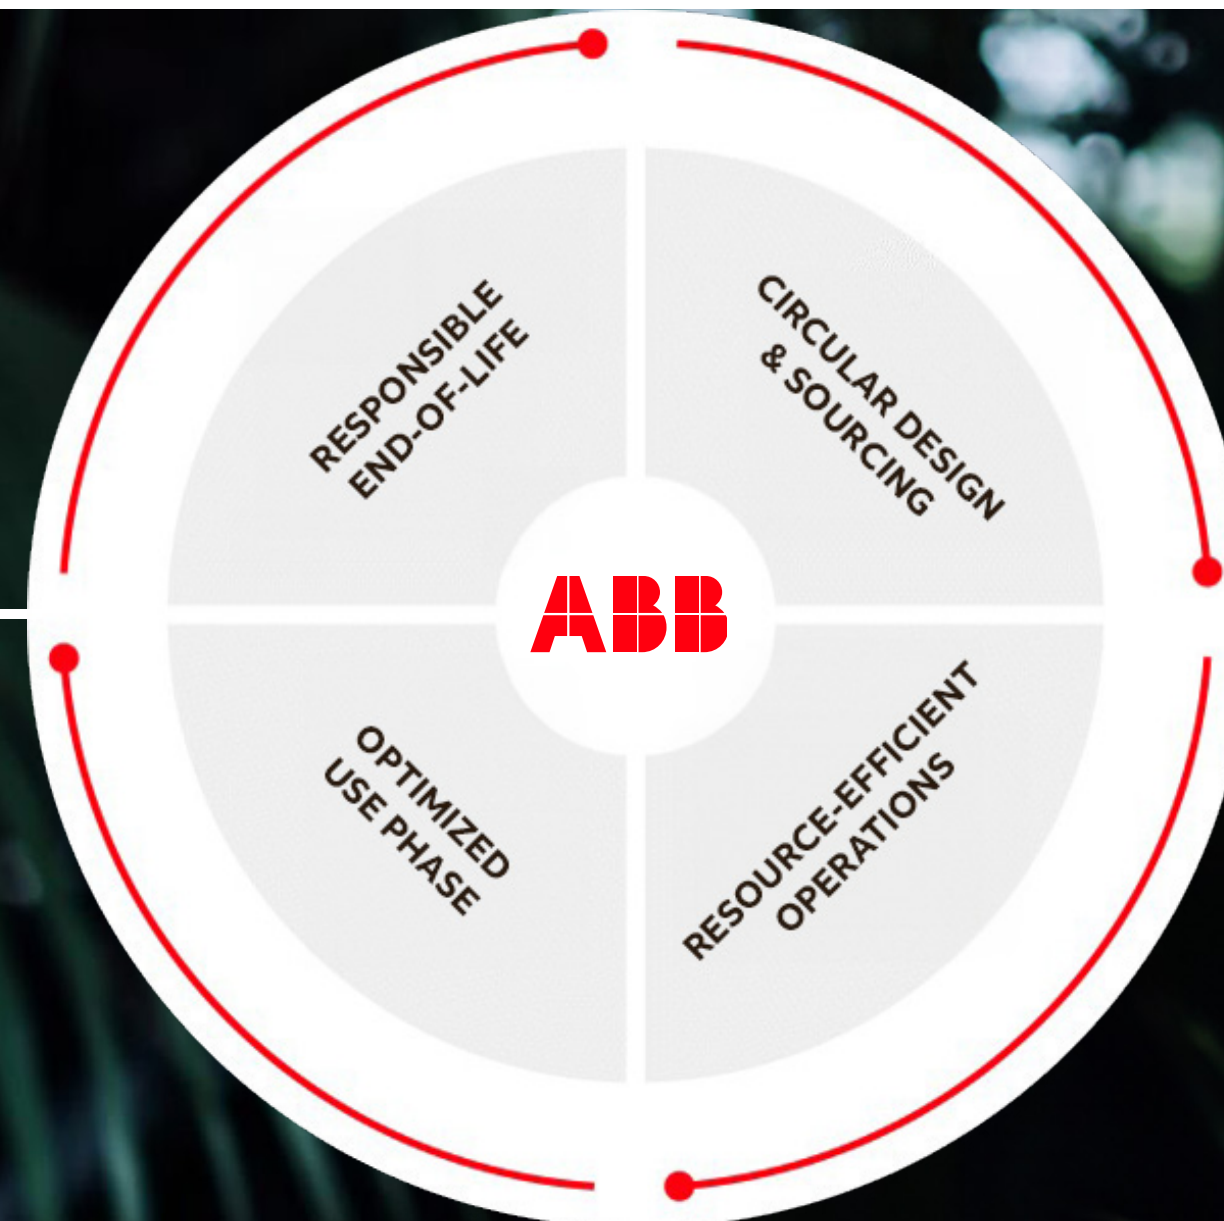 RESPONSIBLE
END-OF-LIFE
CIRCULAR DESIGN
& SOURCING
ABB
OPTIMIZED
USE PHASE
RESOURCE-EFFICIENT
OPERATIONS